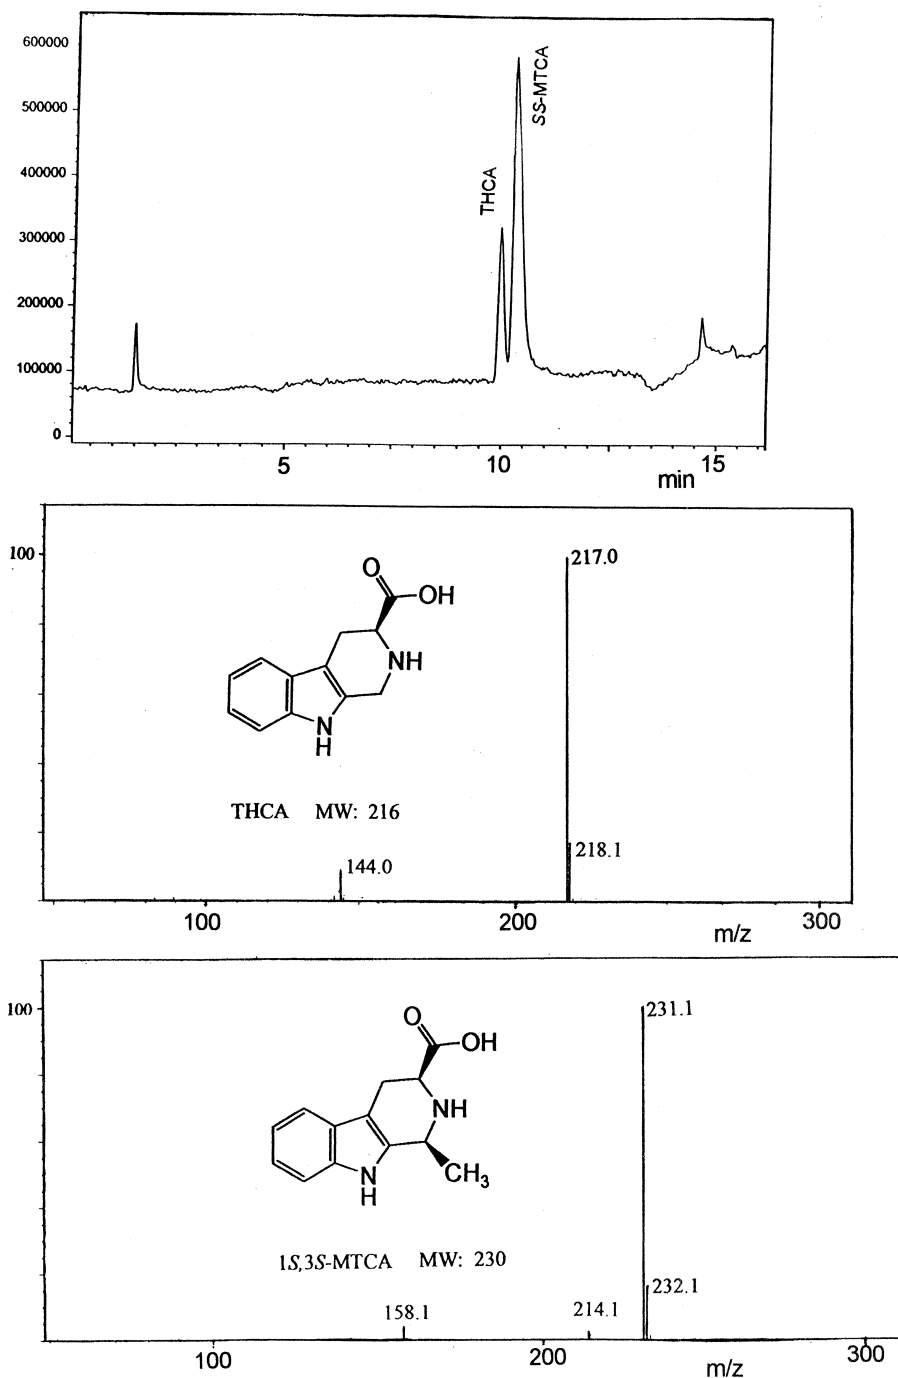 600000
500000
400000
300000
200000
100000
0
THCA
SS-MTCA
5
10
15
min
100
217.0
O
OH
NH
N
H
THCA MW: 216
218.1
144.0
100
200
300
m/z
100
231.1
O
OH
NH
N
H
CH3
1S,3S-MTCA MW: 230
232.1
158.1
214.1
100
200
300
m/z